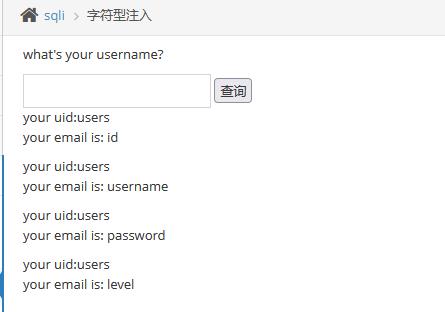 sqli > 字符型注入
what's your username?
查询
your uid:users
your email is: id
your uid:users
your email is: username
your uid:users
your email is: password
your uid:users
your email is: level